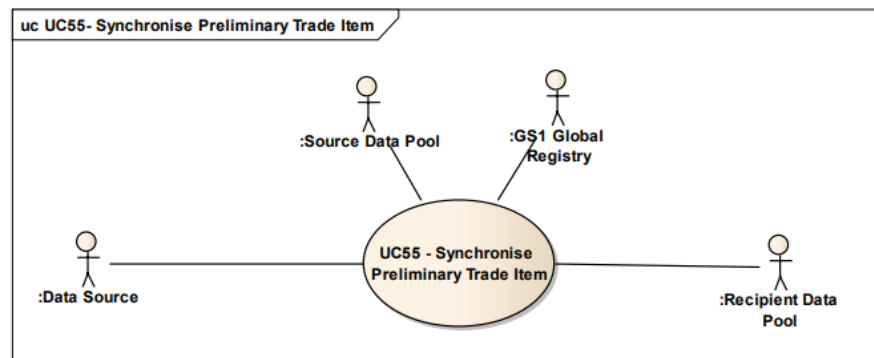 uc UC55- Synchronise Preliminary Trade Item
:Source Data Pool
:GS1 Global
Registry
UC55 - Synchronise
Preliminary Trade Item
:Data Source
:Recipient Data
Pool